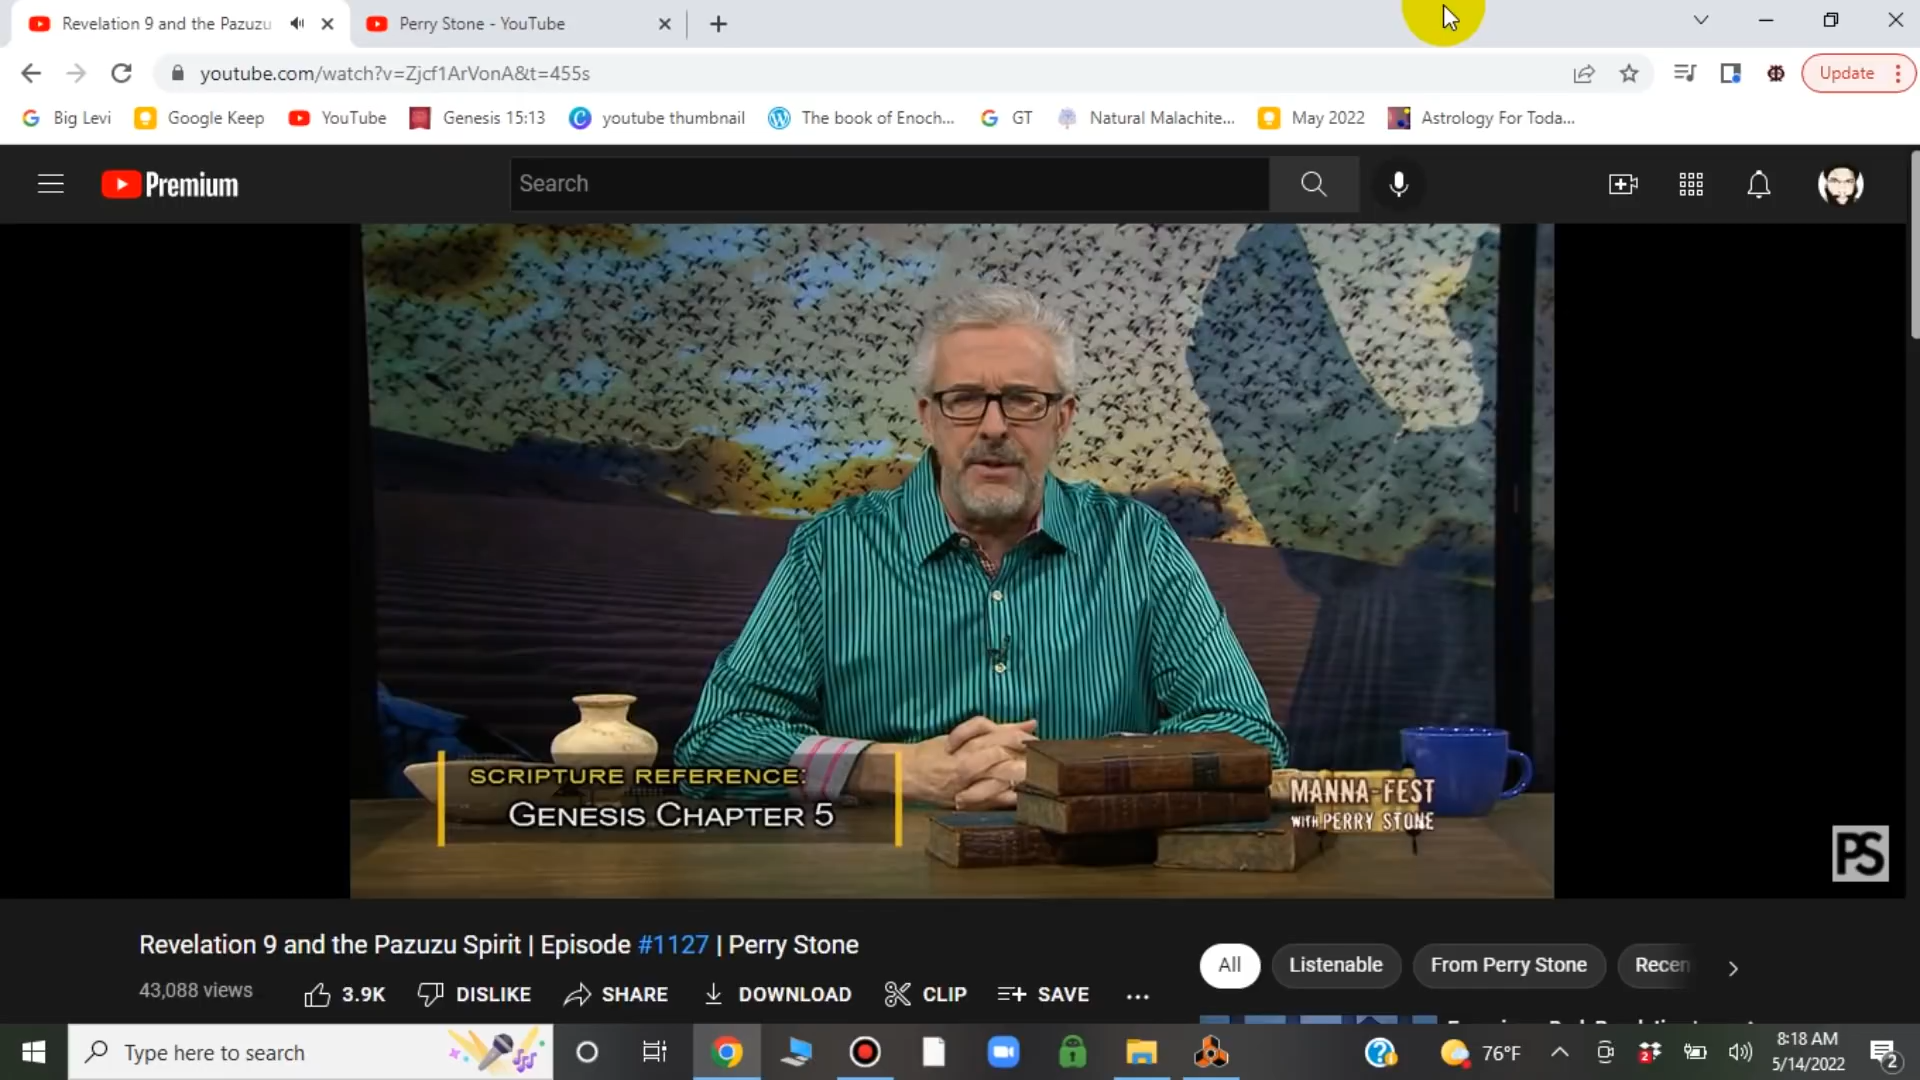 Revelation 9 and the Pazuzu
Perry Stone - YouTube
youtube.com/watch?v=Zjcf1ArVonA&t=455s
Update
Big Levi
Google Keep
YouTube
Genesis 15:13
youtube thumbnail
The book of Enoch...
GT
Natural Malachite...
May 2022
Astrology For Toda...
Premium
Search
SCRIPTURE REFERENCE:
GENESIS CHAPTER 5
MANNA-FEST
WITH PERRY STONE
PS
Revelation 9 and the Pazuzu Spirit | Episode #1127 | Perry Stone
43,088 views
3.9K
DISLIKE
SHARE
DOWNLOAD
CLIP
SAVE
All
Listenable
From Perry Stone
Recen
Type here to search
76°F
8:18 AM
5/14/2022
2